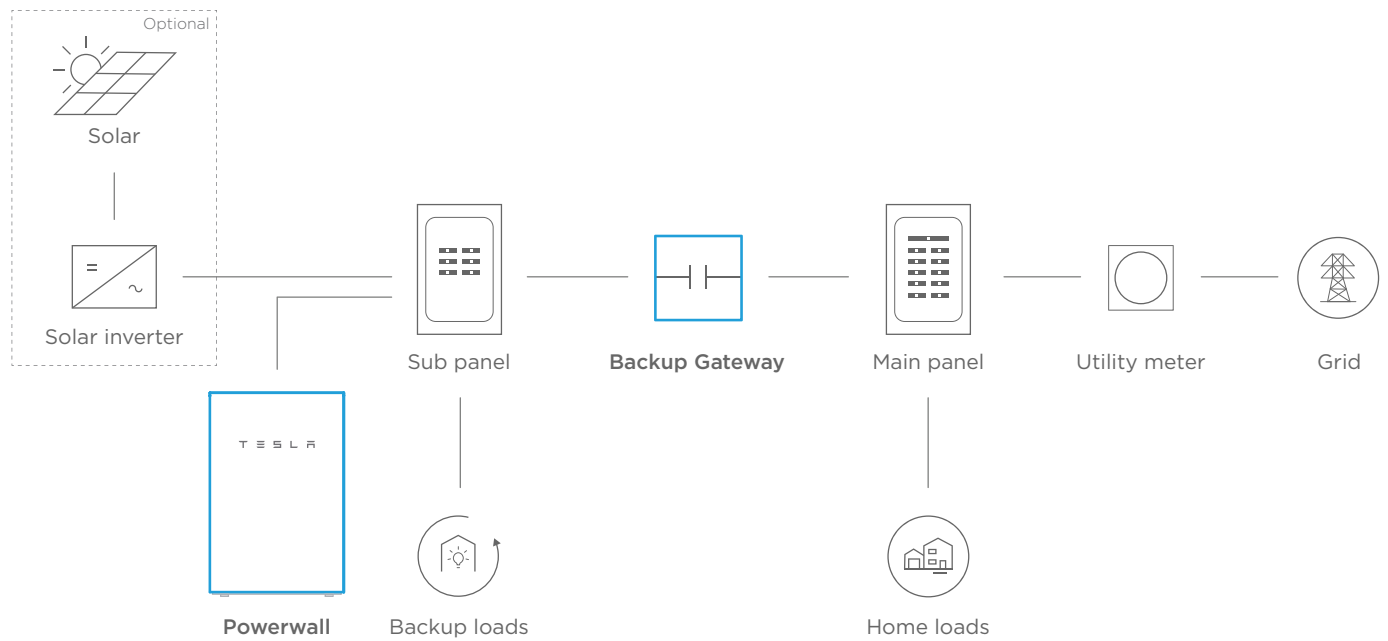 Optional
Solar
Solar inverter
Sub panel
Backup Gateway
Main panel
Utility meter
Grid
TESLA
Powerwall
Backup loads
Home loads